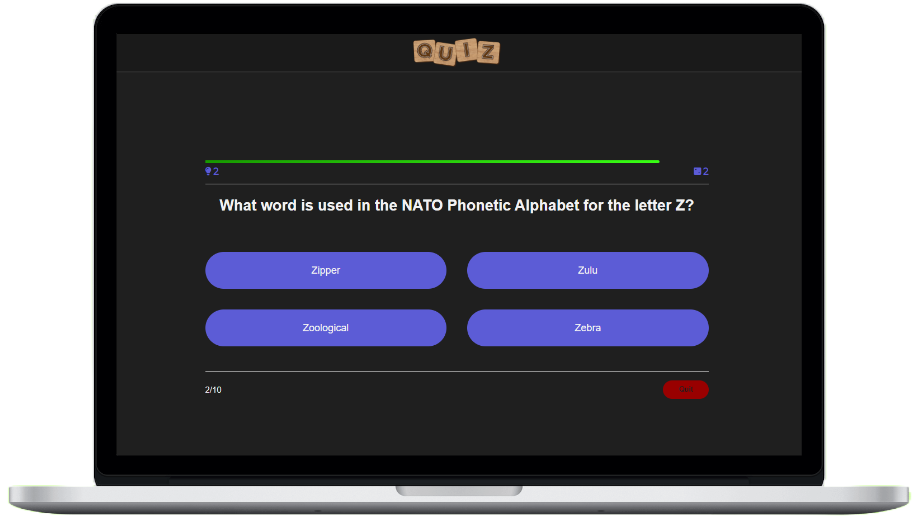 QUIZ
2 2
What word is used in the NATO Phonetic Alphabet for the letter Z?
Zipper Zulu
Zoological Zebra
2/10 Quit